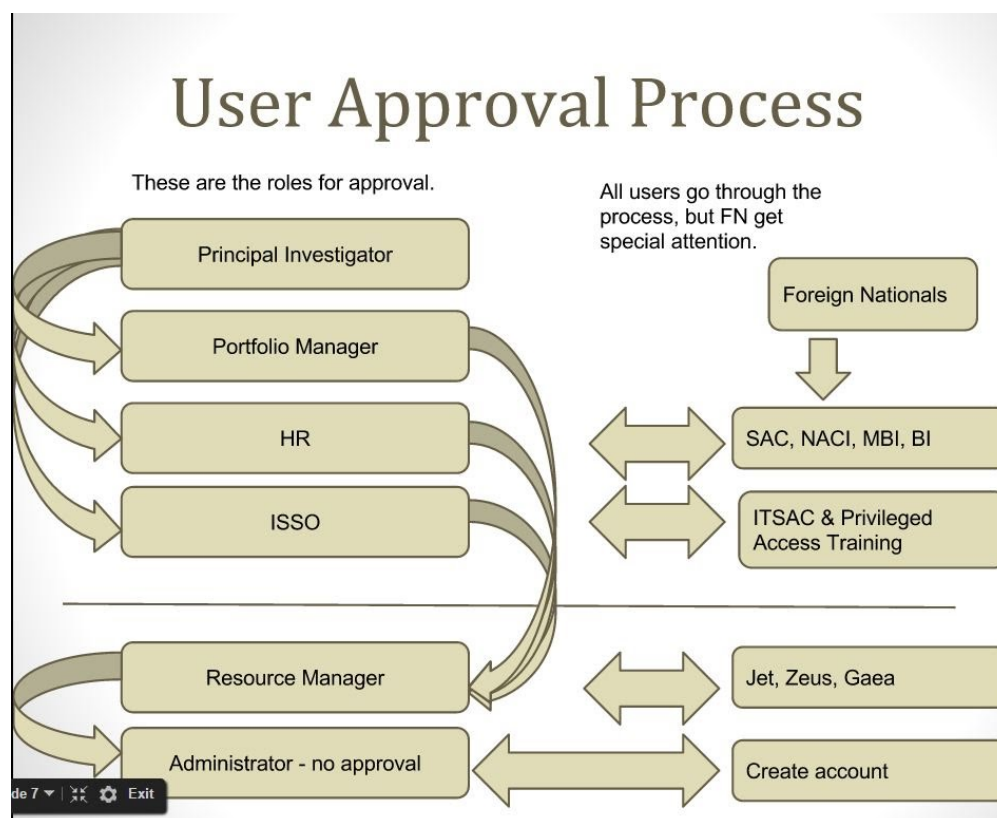 User Approval Process
These are the roles for approval.
All users go through the
process, but FN get
special attention.
Principal Investigator
Foreign Nationals
Portfolio Manager
HR
SAC, NACI, MBI, BI
ISSO
ITSAC & Privileged
Access Training
Resource Manager
Jet, Zeus, Gaea
Administrator - no approval
Create account
de 7
Exit